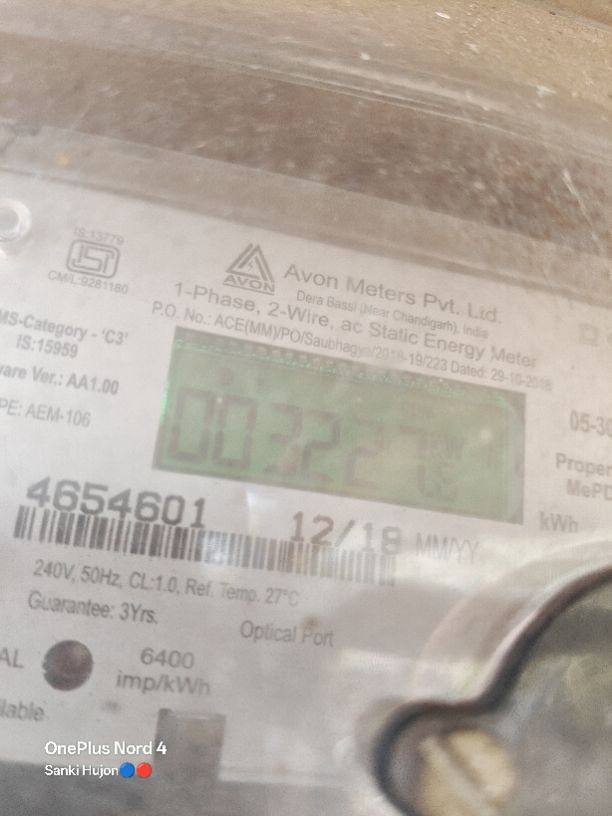 IS:13779
ISI
CM/L:9281180
AVON
Avon Meters Pvt. Ltd.
Dera Bassi (Near Chandigarh), India
1-Phase, 2-Wire, ac Static Energy Meter
P.O. No.: ACE(MM)/PO/Saubhagya/2018-19/223 Dated: 29-10-2018
MS-Category - 'C3'
IS:15959
are Ver.: AA1.00
PE: AEM-106
003227
05-30
Proper
MePD
kWh
4654601
12/18 MM/YY
240V, 50Hz, CL:1.0, Ref. Temp. 27°C
Guarantee: 3Yrs.
Optical Port
AL
6400
imp/kWh
ilable
OnePlus Nord 4
Sanki Hujon